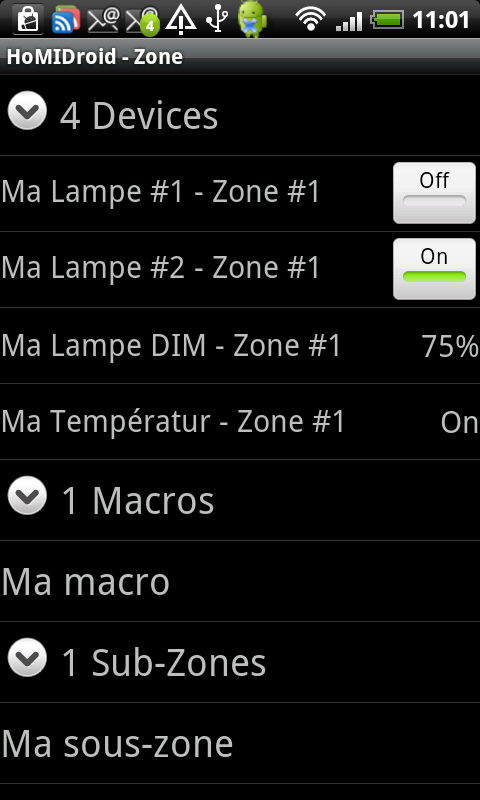 4 11:01
HoMIDroid - Zone
4 Devices
Ma Lampe #1 - Zone #1 Off
Ma Lampe #2 - Zone #1 On
Ma Lampe DIM - Zone #1 75%
Ma Températur - Zone #1 On
1 Macros
Ma macro
1 Sub-Zones
Ma sous-zone